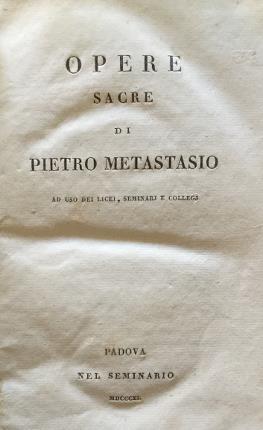 OPERE
SACRE
DI
PIETRO METASTASIO
AD USO DEI LICEI, SEMINARJ E COLLEGJ
PADOVA
NEL SEMINARIO
MDCCCXI.